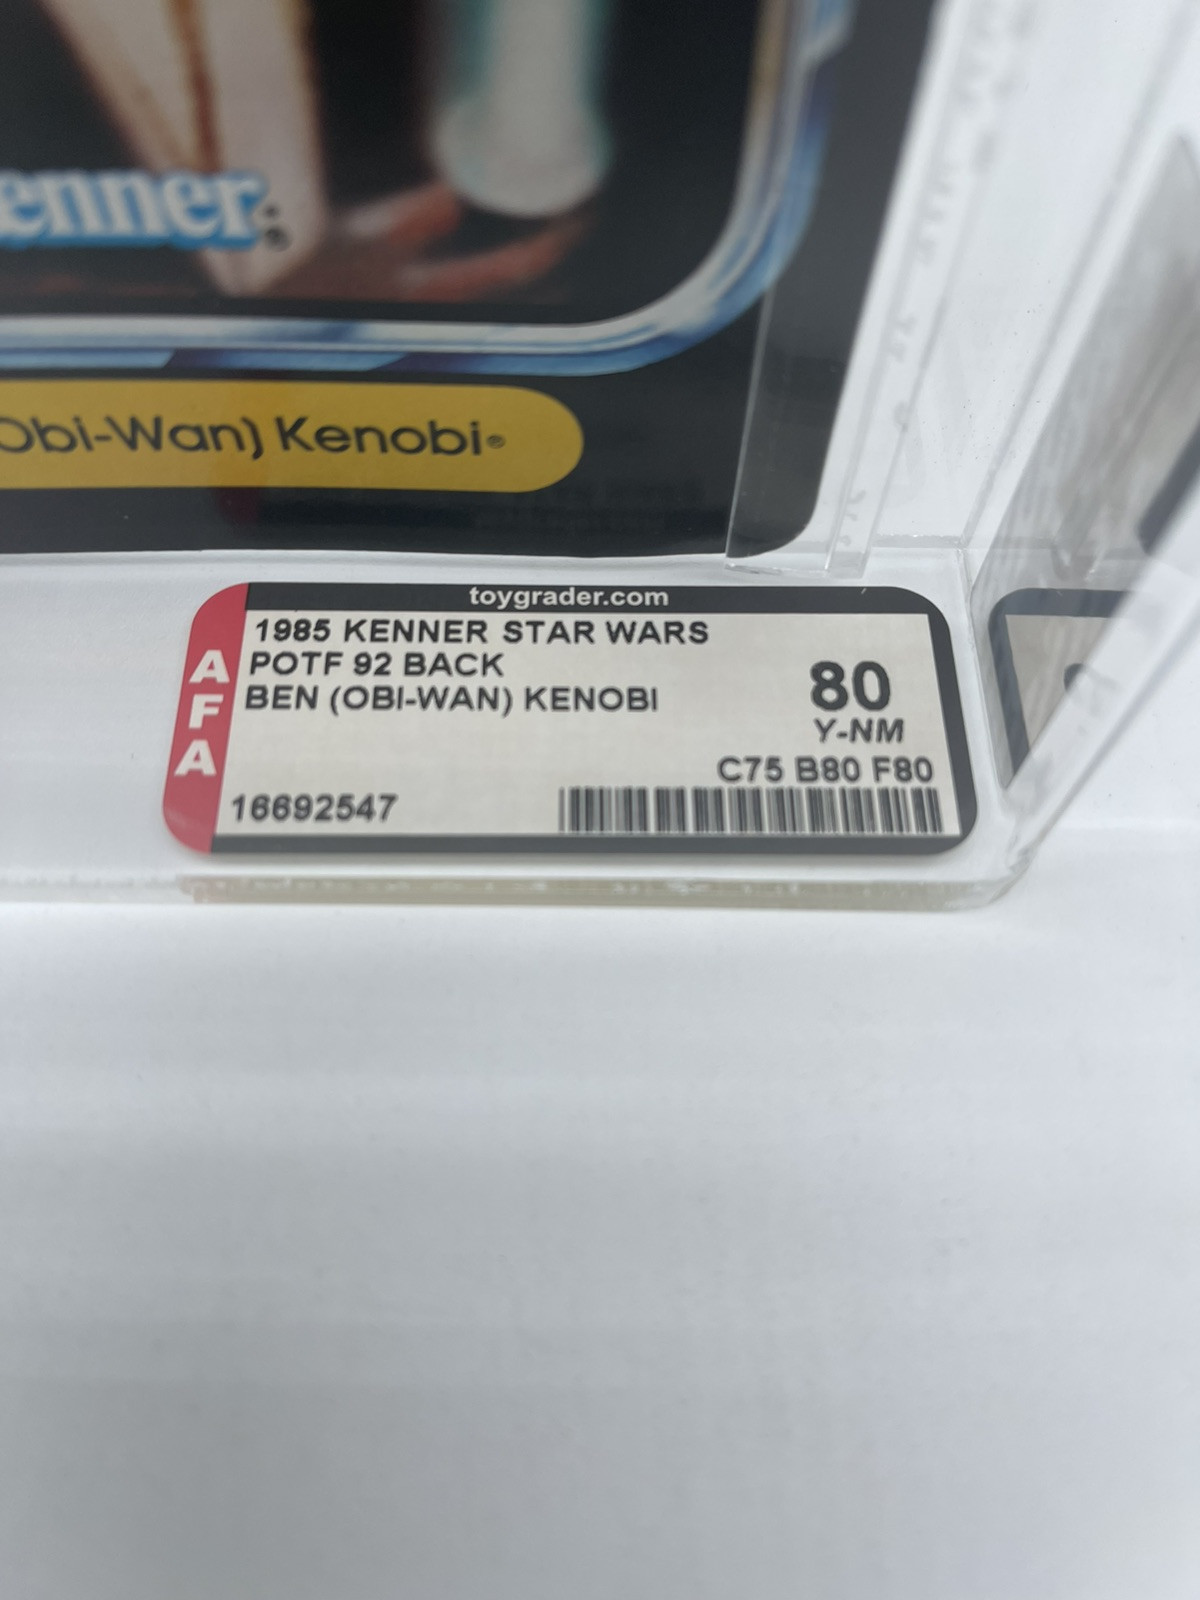 enner®
Obi-Wan) Kenobi®
toygrader.com
AFA
1985 KENNER STAR WARS
POTF 92 BACK
BEN (OBI-WAN) KENOBI
80
Y-NM
C75 B80 F80
16692547